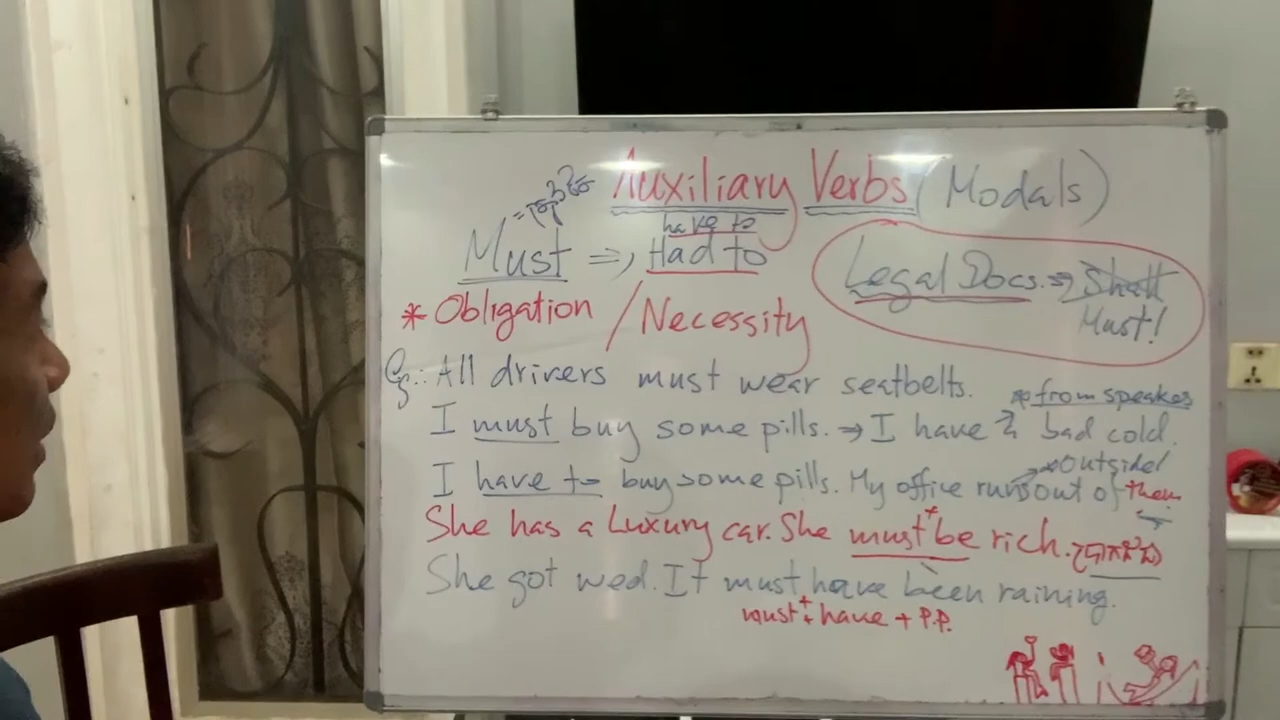 Auxiliary Verbs (Modals)
have to
Must => Had to
Legal Docs. => Shall
Must!
* Obligation / Necessity
Eg.: All drivers must wear seatbelts.
from speaker
I must buy some pills. → I have a bad cold.
outside
I have to buy some pills. My office runs out of them
She has a Luxury car. She must be rich.
She got wed. It must have been raining.
must + have + P.P.